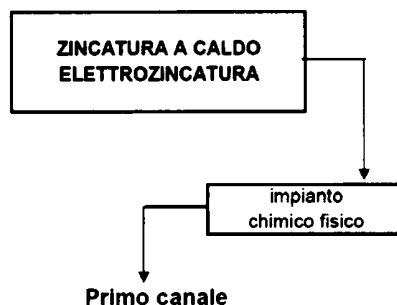 ZINCATURA A CALDO
ELETTROZINCATURA
impianto
chimico fisico
Primo canale